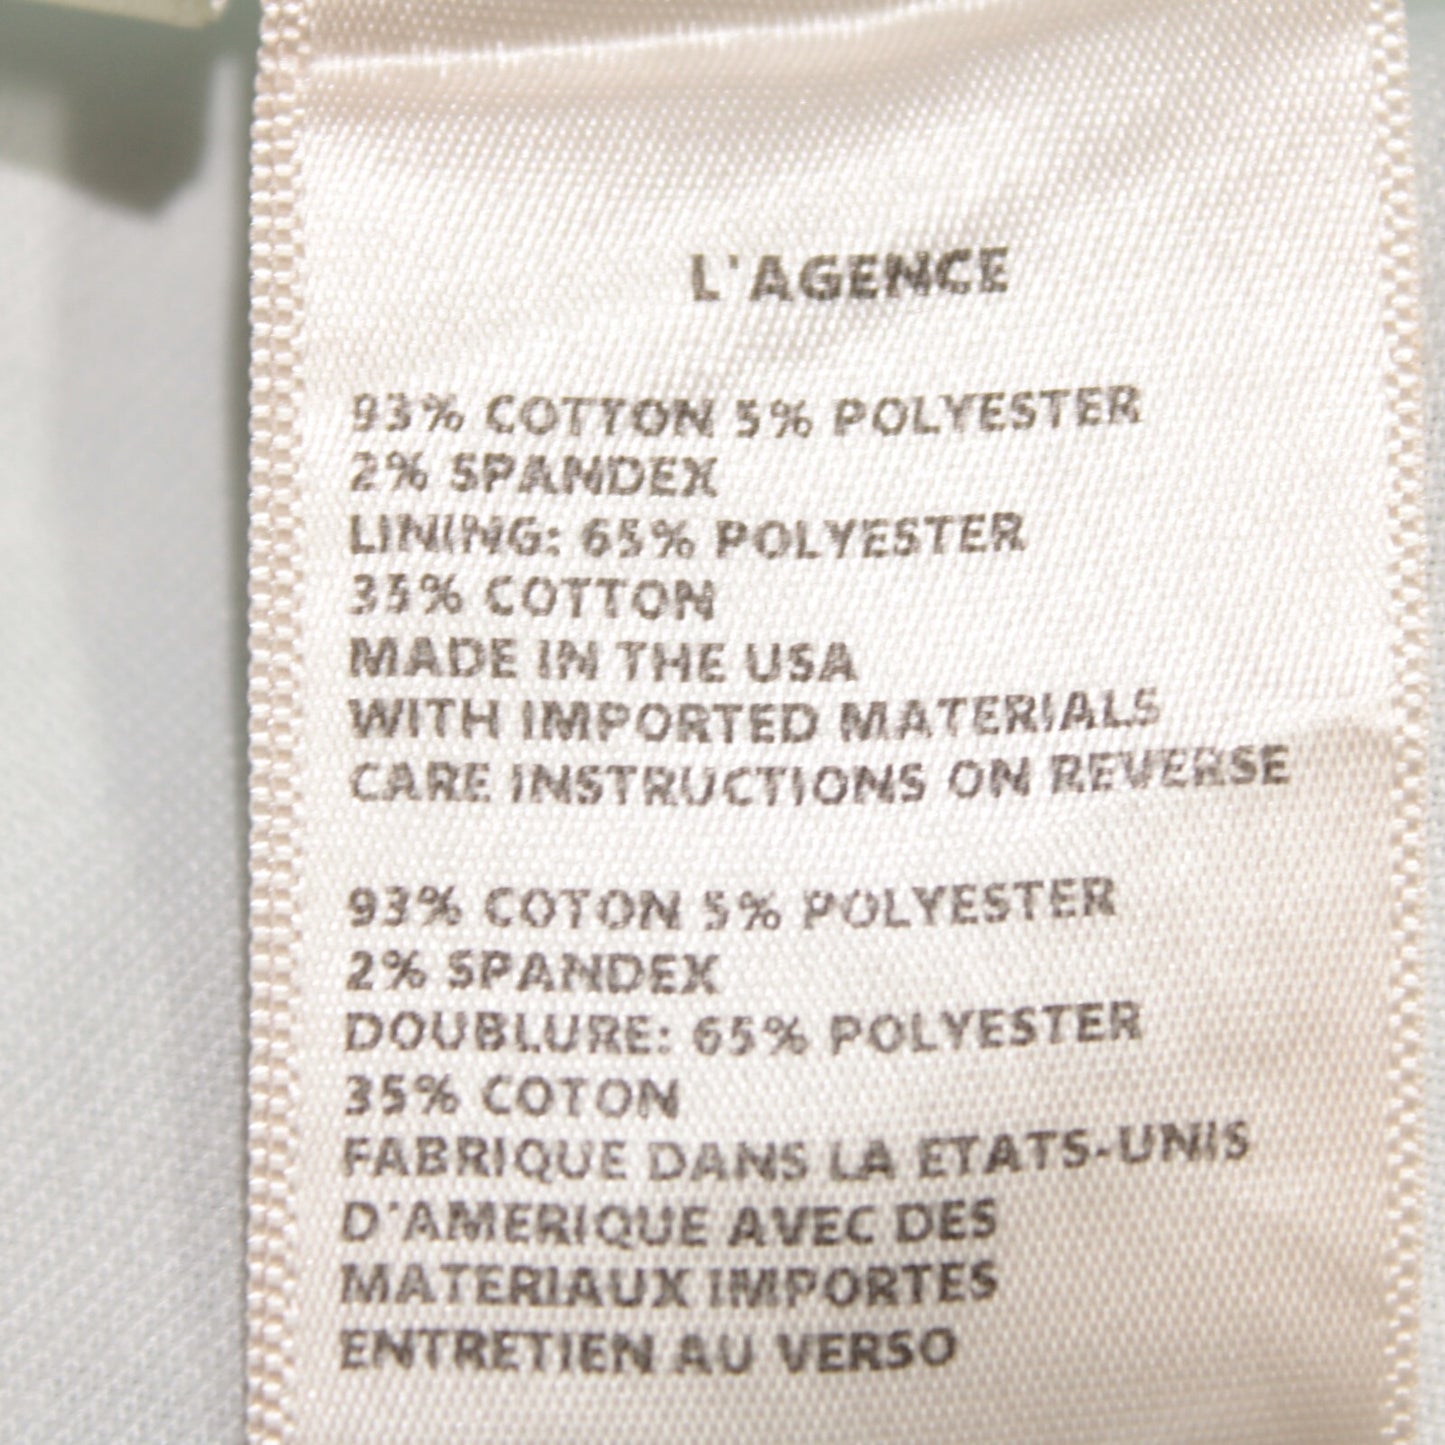 L'AGENCE
93% COTTON 5% POLYESTER
2% SPANDEX
LINING: 65% POLYESTER
35% COTTON
MADE IN THE USA
WITH IMPORTED MATERIALS
CARE INSTRUCTIONS ON REVERSE
93% COTON 5% POLYESTER
2% SPANDEX
DOUBLURE: 65% POLYESTER
35% COTON
FABRIQUE DANS LA ETATS-UNIS
D'AMERIQUE AVEC DES
MATERIAUX IMPORTES
ENTRETIEN AU VERSO